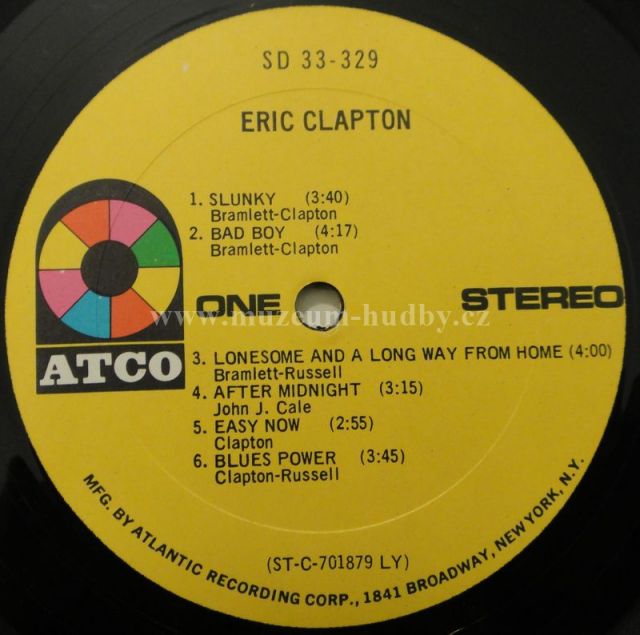 SD 33-329
ERIC CLAPTON
1. SLUNKY (3:40)
Bramlett-Clapton
2. BAD BOY (4:17)
Bramlett-Clapton
ATCO
ONE
STEREO
www.muzeum-hudby.cz
3. LONESOME AND A LONG WAY FROM HOME (4:00)
Bramlett-Russell
4. AFTER MIDNIGHT (3:15)
John J. Cale
5. EASY NOW (2:55)
Clapton
6. BLUES POWER (3:45)
Clapton-Russell
(ST-C-701879 LY)
MFG. BY ATLANTIC RECORDING CORP., 1841 BROADWAY, NEW YORK, N.Y.